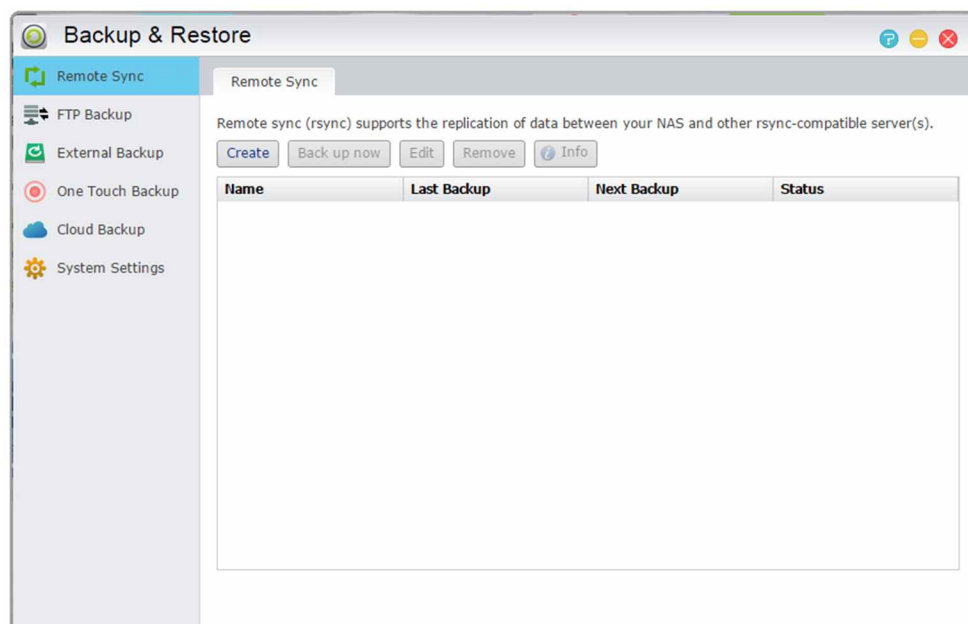 Backup & Restore
Remote Sync
FTP Backup
External Backup
One Touch Backup
Cloud Backup
System Settings
Remote Sync
Remote sync (rsync) supports the replication of data between your NAS and other rsync-compatible server(s).
Create Back up now Edit Remove Info
Name Last Backup Next Backup Status